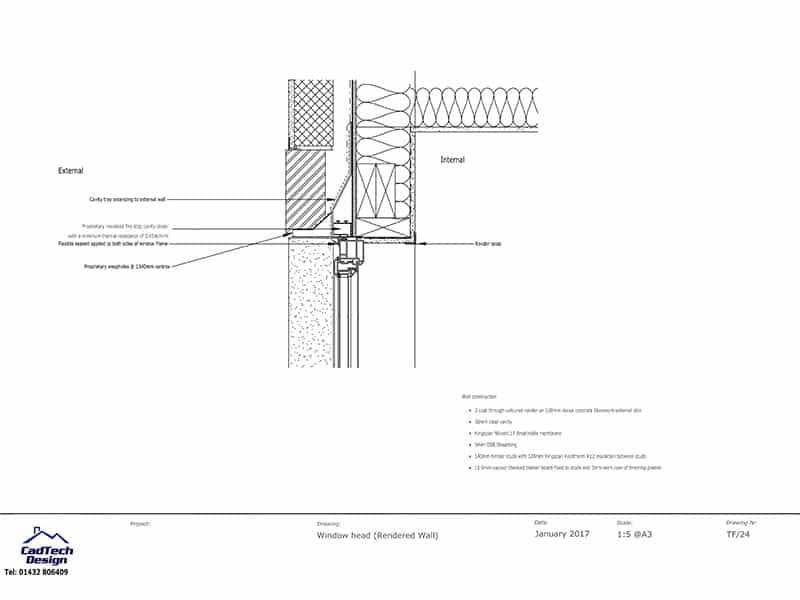 External
Internal
Cavity tray extending to external wall
Proprietary insulated fire stop cavity closer
with a minimum thermal resistance of
Flexible sealant applied to both sides of window frame
Render stop
Proprietary weepholes @ centres
Wall construction
2 coat through coloured render on 100mm dense concrete blockwork external skin
50mm clear cavity
Kingspan Nilvent LT Breathable membrane
9mm OSB Sheathing
140mm timber studs with 120mm Kingspan Kooltherm K12 insulation between studs
12.5mm vapour checked plaster board fixed to studs and 3mm skim coat of finishing plaster
Project:
Drawing:
Window head (Rendered Wall)
Date:
January 2017
Scale:
1:5 @A3
Drawing Nr:
TF/24
CadTech
Design
Tel: 01432 806409